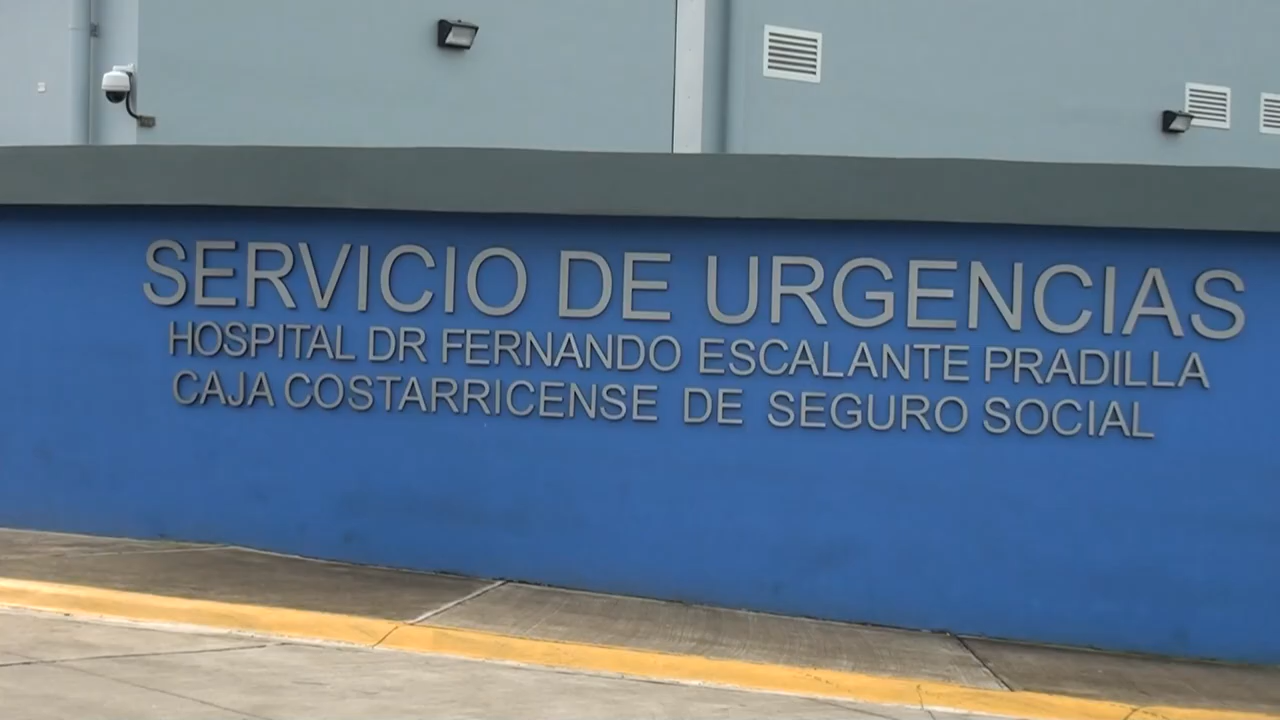 SERVICIO DE URGENCIAS
HOSPITAL DR FERNANDO ESCALANTE PRADILLA
CAJA COSTARRICENSE DE SEGURO SOCIAL